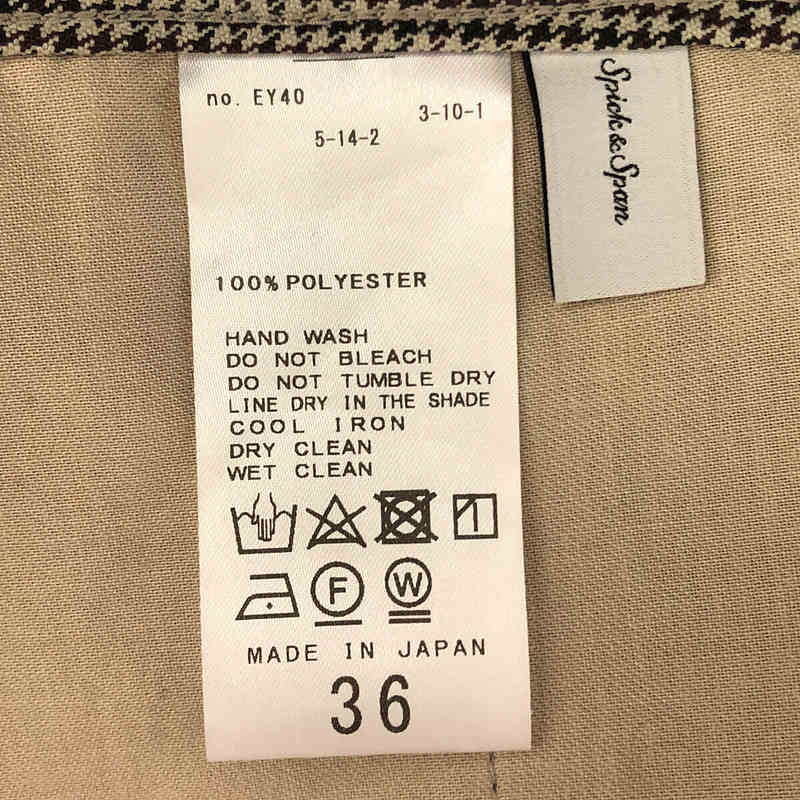 no. EY40
3-10-1
5-14-2
Spick & Span
100% POLYESTER
HAND WASH
DO NOT BLEACH
DO NOT TUMBLE DRY
LINE DRY IN THE SHADE
COOL IRON
DRY CLEAN
WET CLEAN
F W
MADE IN JAPAN
36